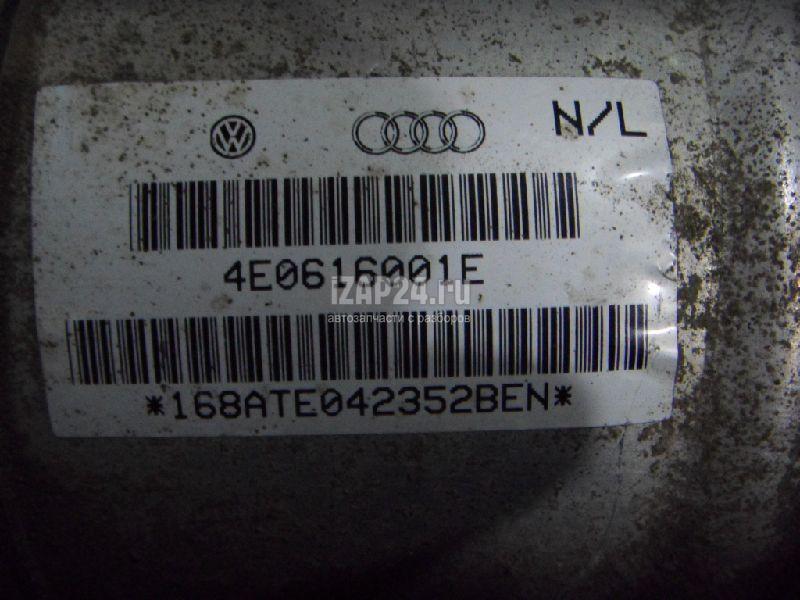 N/L
4E0616001E
iZAP24.ru
автозапчасти с разборов
*168ATE042352BEN*